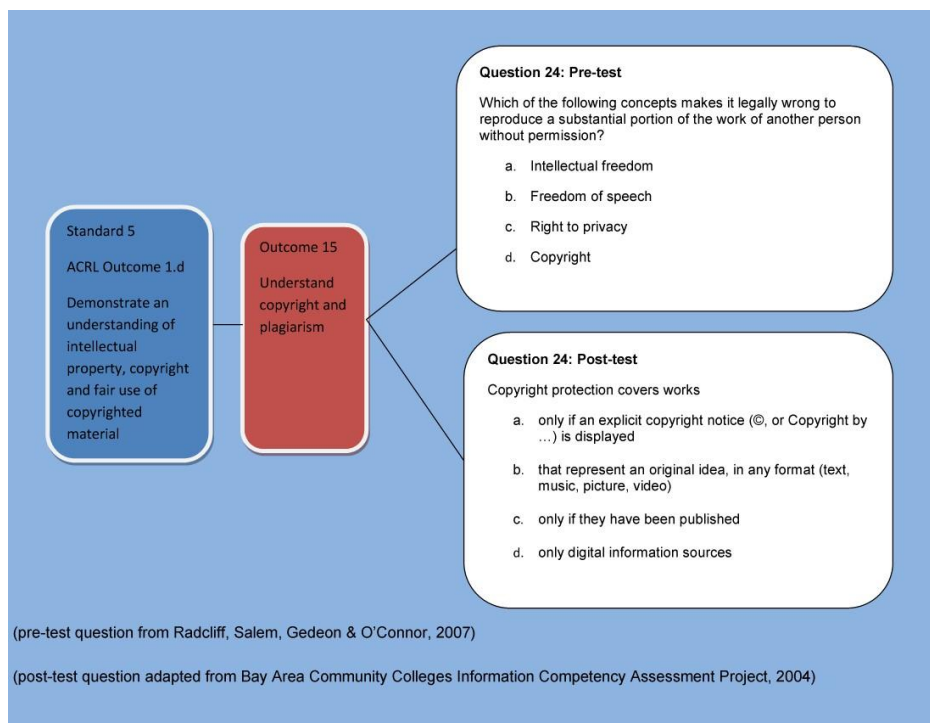 Standard 5
ACRL Outcome 1.d
Demonstrate an
understanding of
intellectual
property, copyright
and fair use of
copyrighted
material
Outcome 15
Understand
copyright and
plagiarism
Question 24: Pre-test
Which of the following concepts makes it legally wrong to
reproduce a substantial portion of the work of another person
without permission?
a. Intellectual freedom
b. Freedom of speech
c. Right to privacy
d. Copyright
Question 24: Post-test
Copyright protection covers works
a. only if an explicit copyright notice (©, or Copyright by
…) is displayed
b. that represent an original idea, in any format (text,
music, picture, video)
c. only if they have been published
d. only digital information sources
(pre-test question from Radcliff, Salem, Gedeon & O’Connor, 2007)
(post-test question adapted from Bay Area Community Colleges Information Competency Assessment Project, 2004)